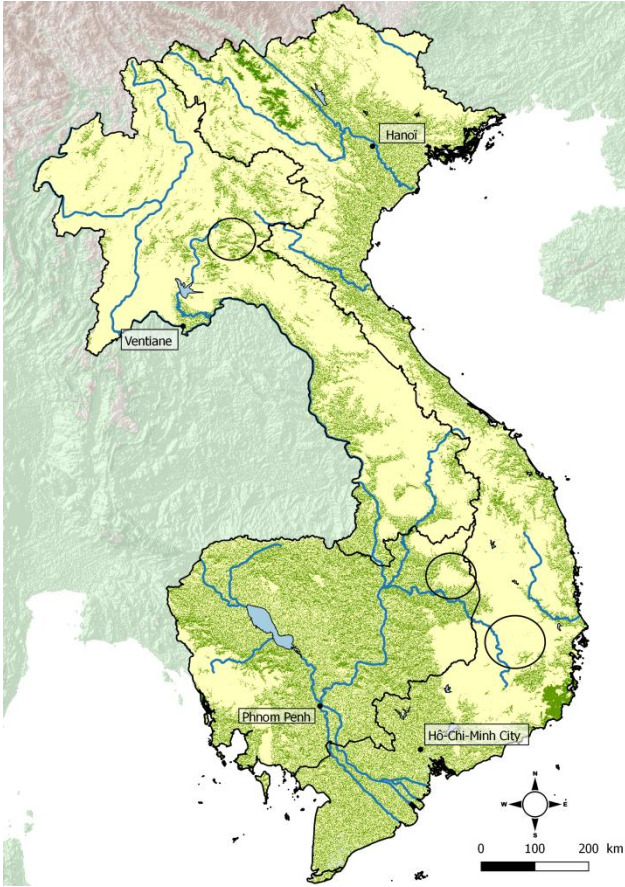 Hanoï
Ventiane
Phnom Penh
Hô-Chi-Minh City
N
W
E
S
0 100 200 km